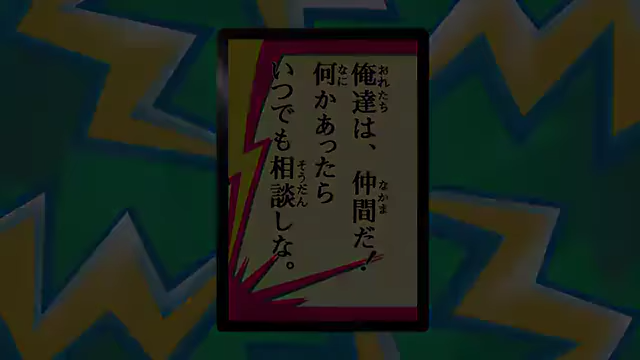 俺達は、仲間だ！
何かあったら
いつでも相談しな。